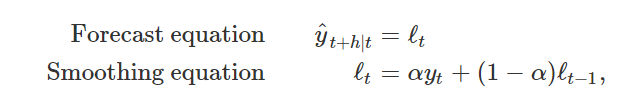 Forecast equation ŷ_{t+h|t} = ℓ_t
Smoothing equation ℓ_t = αy_t + (1 − α)ℓ_{t−1},